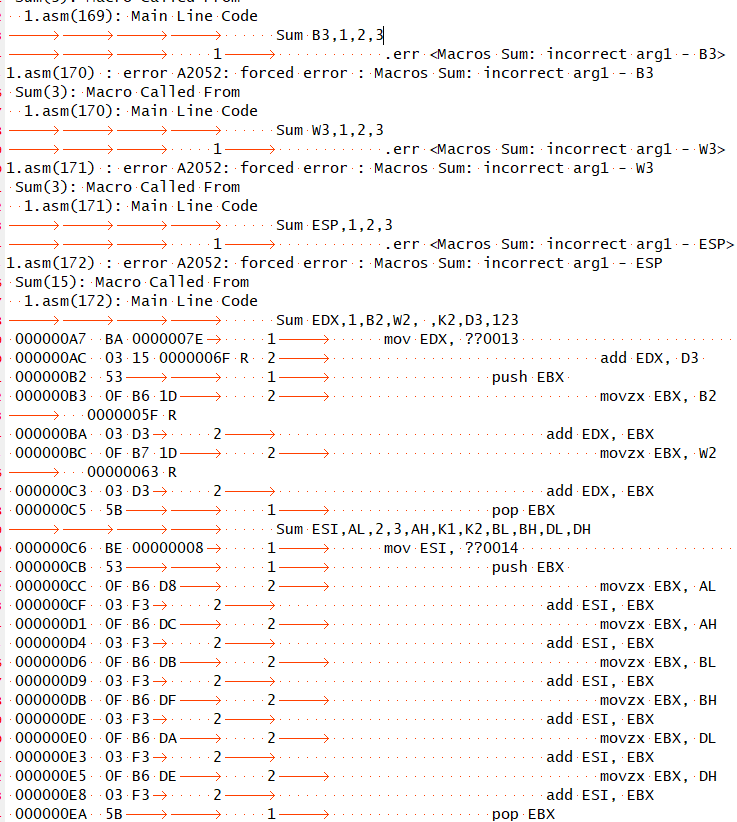 1.asm(169): Main Line Code
Sum B3,1,2,3
1 .err <Macros Sum: incorrect arg1 - B3>
1.asm(170) : error A2052: forced error : Macros Sum: incorrect arg1 - B3
Sum(3): Macro Called From
1.asm(170): Main Line Code
Sum W3,1,2,3
1 .err <Macros Sum: incorrect arg1 - W3>
1.asm(171) : error A2052: forced error : Macros Sum: incorrect arg1 - W3
Sum(3): Macro Called From
1.asm(171): Main Line Code
Sum ESP,1,2,3
1 .err <Macros Sum: incorrect arg1 - ESP>
1.asm(172) : error A2052: forced error : Macros Sum: incorrect arg1 - ESP
Sum(15): Macro Called From
1.asm(172): Main Line Code
Sum EDX,1,B2,W2, ,K2,D3,123
000000A7 BA 0000007E 1 mov EDX, ??0013
000000AC 03 15 0000006F R 2 add EDX, D3
000000B2 53 1 push EBX
000000B3 0F B6 1D 2 movzx EBX, B2
0000005F R
000000BA 03 D3 2 add EDX, EBX
000000BC 0F B7 1D 2 movzx EBX, W2
00000063 R
000000C3 03 D3 2 add EDX, EBX
000000C5 5B 1 pop EBX
Sum ESI,AL,2,3,AH,K1,K2,BL,BH,DL,DH
000000C6 BE 00000008 1 mov ESI, ??0014
000000CB 53 1 push EBX
000000CC 0F B6 D8 2 movzx EBX, AL
000000CF 03 F3 2 add ESI, EBX
000000D1 0F B6 DC 2 movzx EBX, AH
000000D4 03 F3 2 add ESI, EBX
000000D6 0F B6 DB 2 movzx EBX, BL
000000D9 03 F3 2 add ESI, EBX
000000DB 0F B6 DF 2 movzx EBX, BH
000000DE 03 F3 2 add ESI, EBX
000000E0 0F B6 DA 2 movzx EBX, DL
000000E3 03 F3 2 add ESI, EBX
000000E5 0F B6 DE 2 movzx EBX, DH
000000E8 03 F3 2 add ESI, EBX
000000EA 5B 1 pop EBX